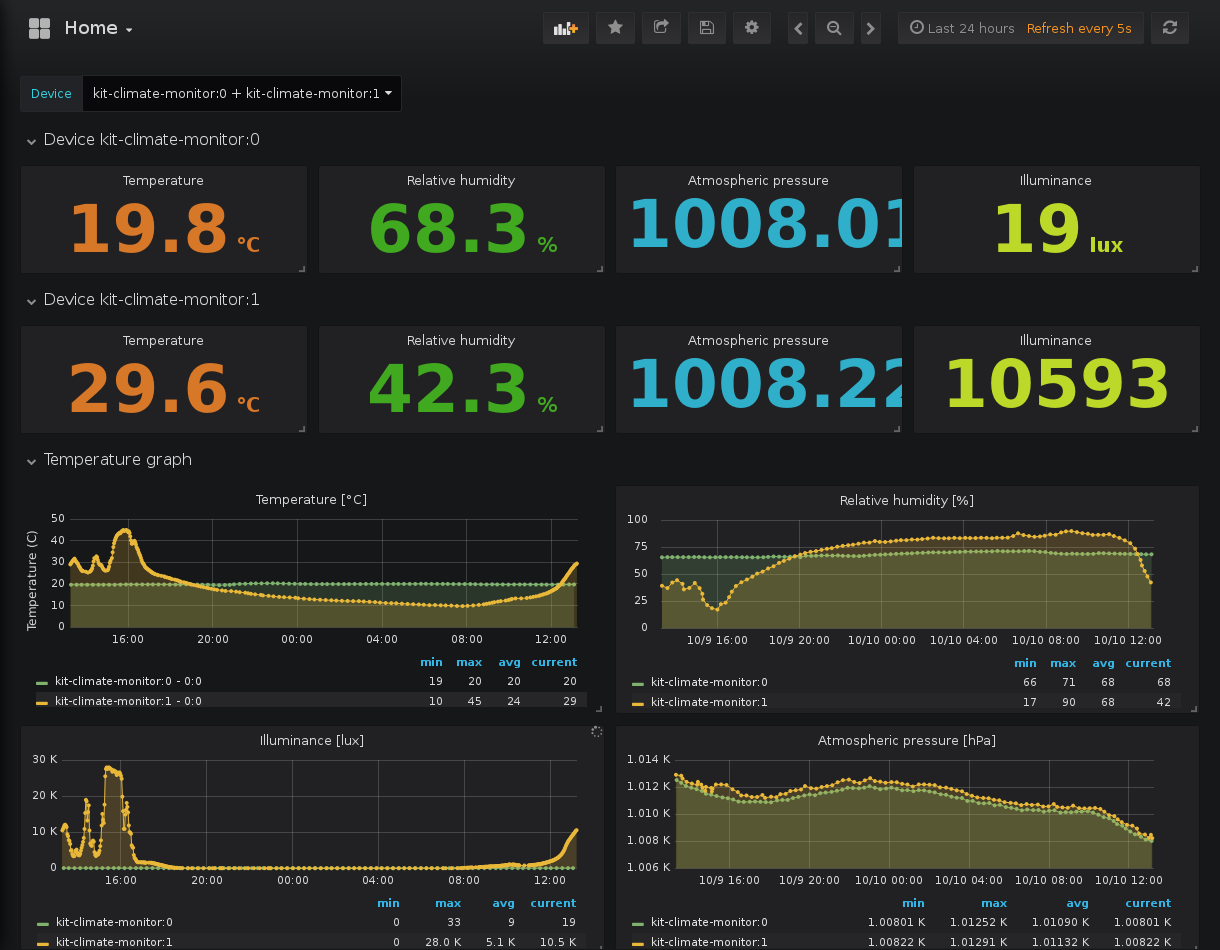 Home
Last 24 hours Refresh every 5s
Device kit-climate-monitor:0 + kit-climate-monitor:1
Device kit-climate-monitor:0
Temperature Relative humidity Atmospheric pressure Illuminance
19.8 °C 68.3 % 1008.01 19 lux
Device kit-climate-monitor:1
Temperature Relative humidity Atmospheric pressure Illuminance
29.6 °C 42.3 % 1008.22 10593
Temperature graph
Temperature [°C]
Temperature (C)
50
40
30
20
10
0
16:00 20:00 00:00 04:00 08:00 12:00
min max avg current
kit-climate-monitor:0 - 0:0 19 20 20 20
kit-climate-monitor:1 - 0:0 10 45 24 29
Relative humidity [%]
100
75
50
25
0
10/9 16:00 10/9 20:00 10/10 00:00 10/10 04:00 10/10 08:00 10/10 12:00
min max avg current
kit-climate-monitor:0 66 71 68 68
kit-climate-monitor:1 17 90 68 42
Illuminance [lux]
30 K
20 K
10 K
0
16:00 20:00 00:00 04:00 08:00 12:00
min max avg current
kit-climate-monitor:0 0 33 9 19
kit-climate-monitor:1 0 28.0 K 5.1 K 10.5 K
Atmospheric pressure [hPa]
1.014 K
1.012 K
1.010 K
1.008 K
1.006 K
10/9 16:00 10/9 20:00 10/10 00:00 10/10 04:00 10/10 08:00 10/10 12:00
min max avg current
kit-climate-monitor:0 1.00801 K 1.01252 K 1.01090 K 1.00801 K
kit-climate-monitor:1 1.00822 K 1.01291 K 1.01132 K 1.00822 K